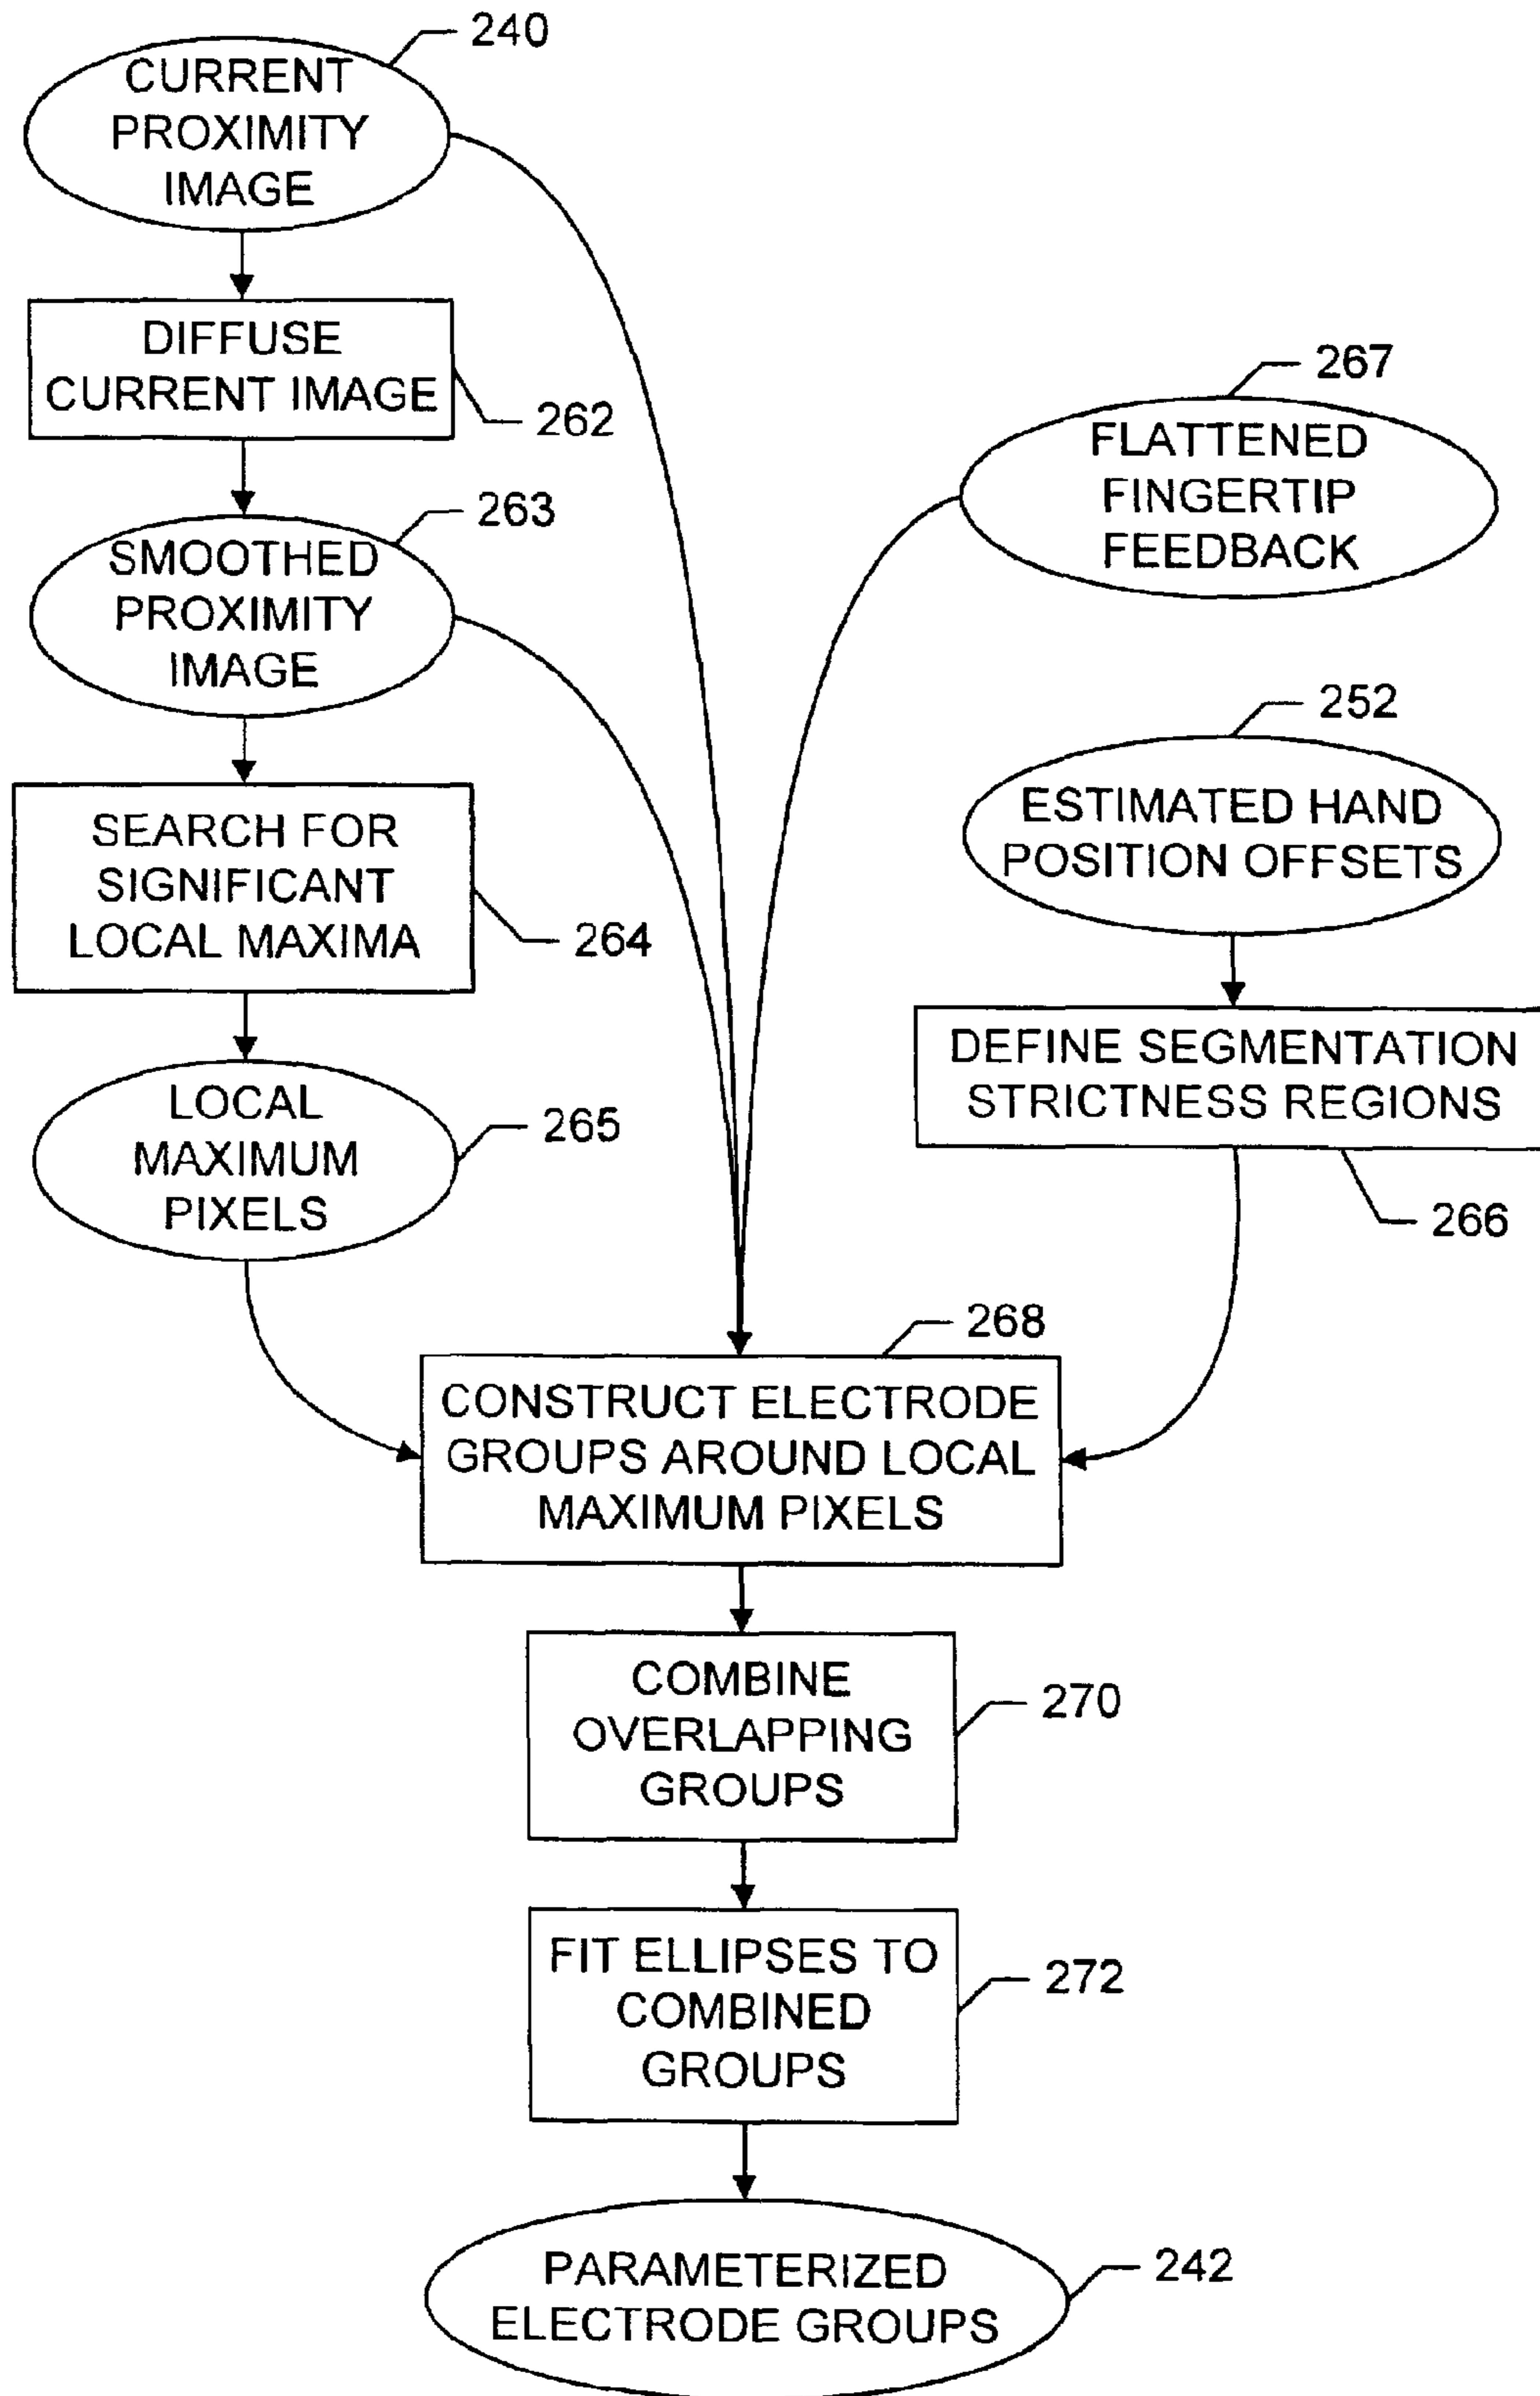 240
CURRENT
PROXIMITY
IMAGE
DIFFUSE
CURRENT IMAGE
262
267
FLATTENED
FINGERTIP
FEEDBACK
263
SMOOTHED
PROXIMITY
IMAGE
252
ESTIMATED HAND
POSITION OFFSETS
SEARCH FOR
SIGNIFICANT
LOCAL MAXIMA
264
DEFINE SEGMENTATION
STRICTNESS REGIONS
266
LOCAL
MAXIMUM
PIXELS
265
268
CONSTRUCT ELECTRODE
GROUPS AROUND LOCAL
MAXIMUM PIXELS
COMBINE
OVERLAPPING
GROUPS
270
FIT ELLIPSES TO
COMBINED
GROUPS
272
PARAMETERIZED
ELECTRODE GROUPS
242